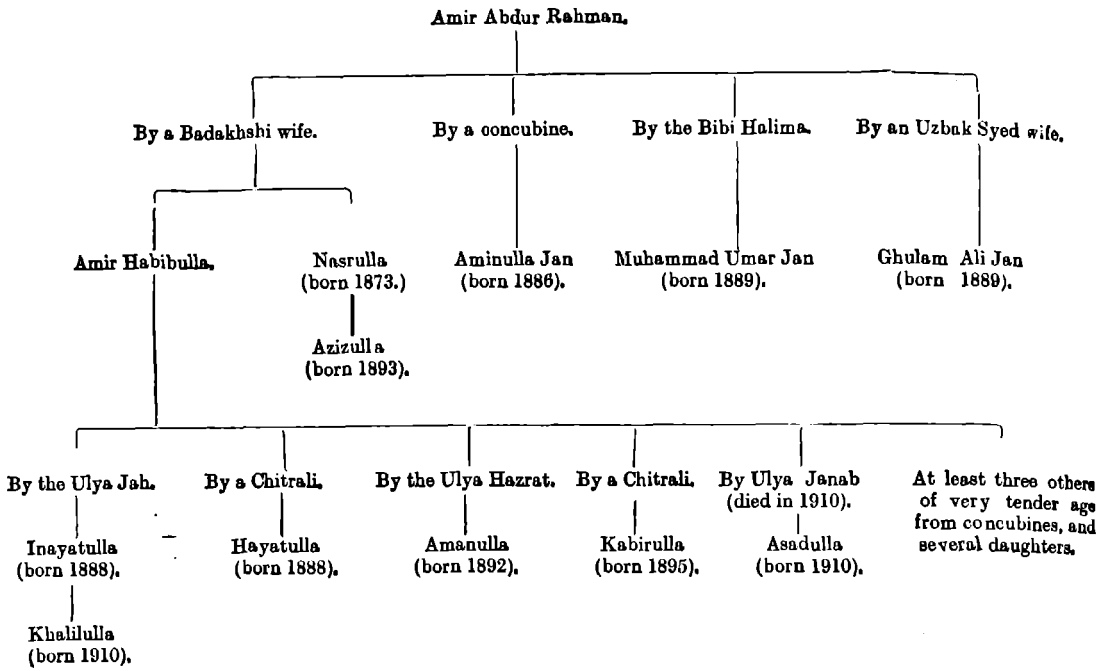 Amir Abdur Rahman.
By a Badakhshi wife.
By a concubine.
By the Bibi Halima.
By an Uzbak Syed wife.
Amir Habibulla.
Nasrulla
(born 1873.)
Aminulla Jan
(born 1886).
Muhammad Umar Jan
(born 1889).
Ghulam Ali Jan
(born 1889).
Azizulla
(born 1893).
By the Ulya Jah.
By a Chitrali.
By the Ulya Hazrat.
By a Chitrali.
By Ulya Janab
(died in 1910).
At least three others
of very tender age
from concubines, and
several daughters.
Inayatulla
(born 1888).
Hayatulla
(born 1888).
Amanulla
(born 1892).
Kabirulla
(born 1895).
Asadulla
(born 1910).
Khalilulla
(born 1910).